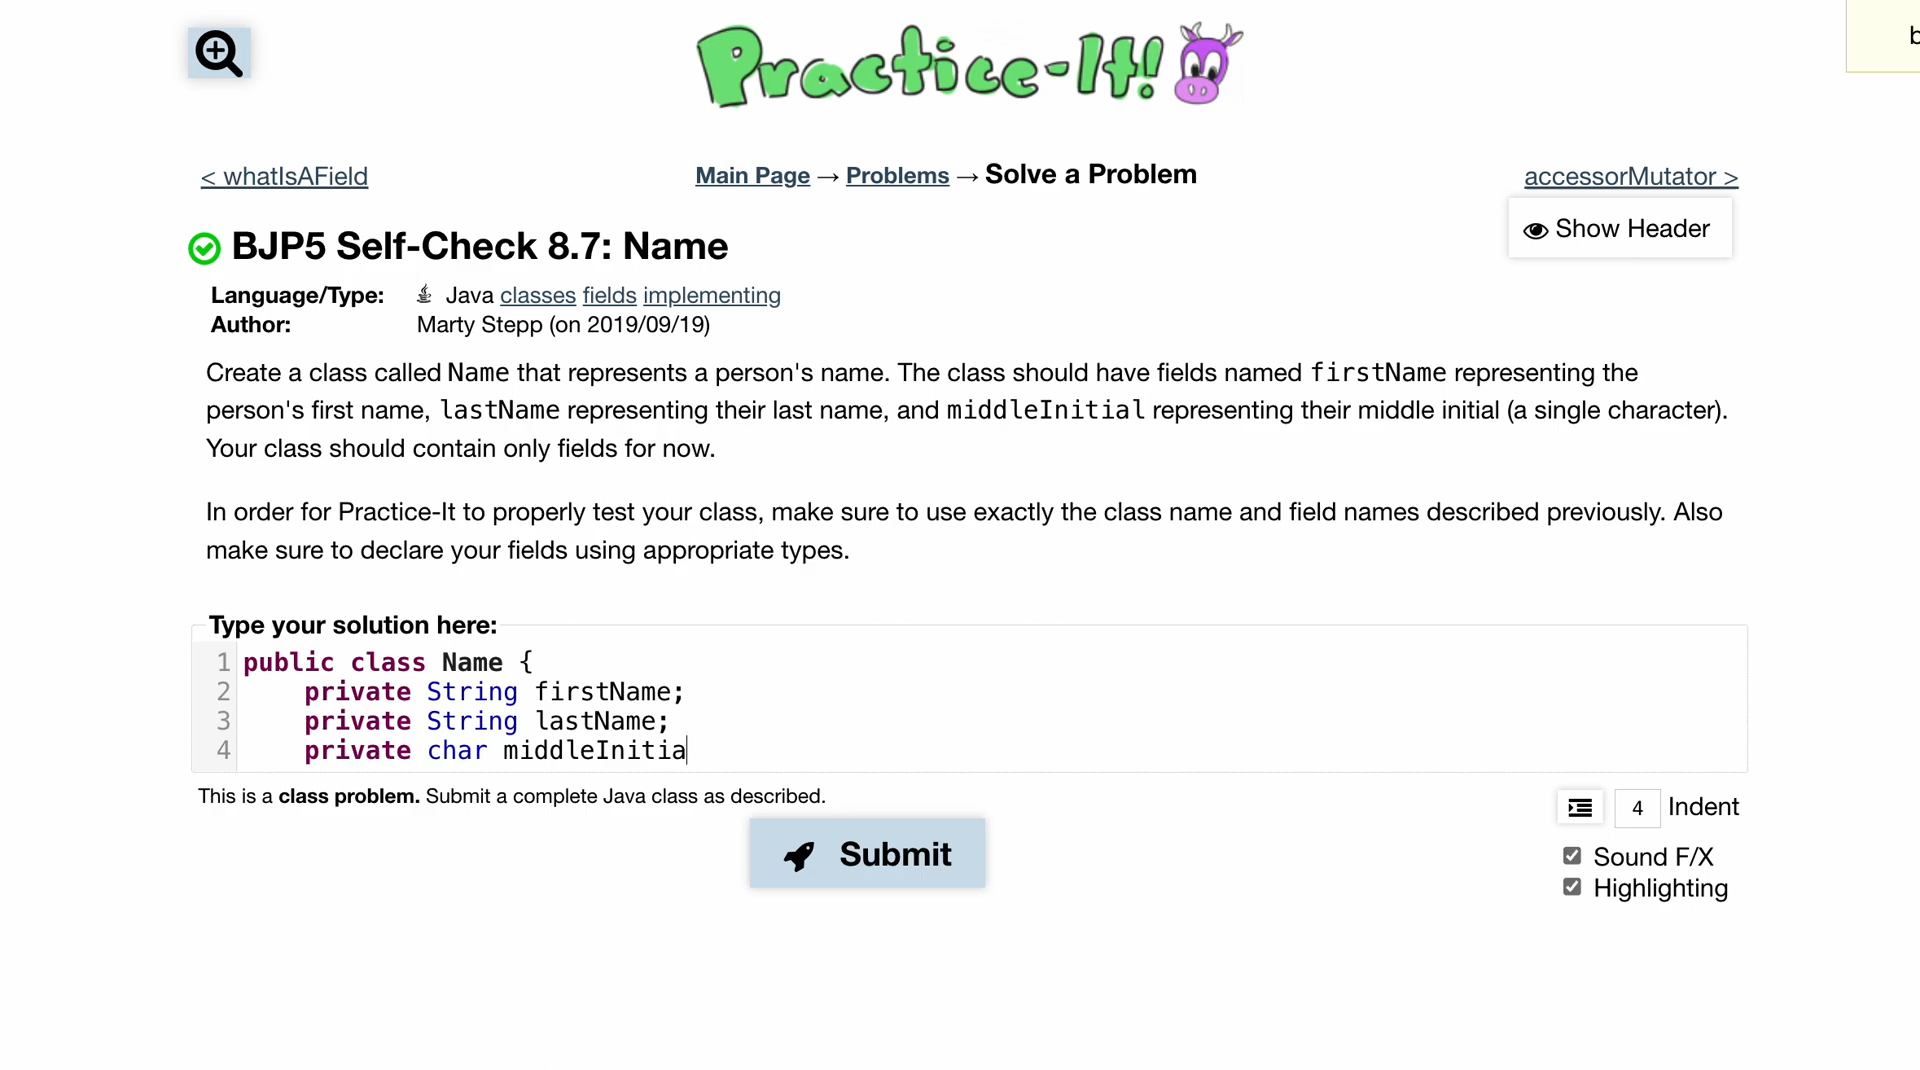 Practice-It!
< whatIsAField
Main Page → Problems → Solve a Problem
accessorMutator >
Show Header
BJP5 Self-Check 8.7: Name
Language/Type: Java classes fields implementing
Author: Marty Stepp (on 2019/09/19)
Create a class called Name that represents a person's name. The class should have fields named firstName representing the
person's first name, lastName representing their last name, and middleInitial representing their middle initial (a single character).
Your class should contain only fields for now.
In order for Practice-It to properly test your class, make sure to use exactly the class name and field names described previously. Also
make sure to declare your fields using appropriate types.
Type your solution here:
1 public class Name {
2     private String firstName;
3     private String lastName;
4     private char middleInitia
This is a class problem. Submit a complete Java class as described.
4 Indent
Submit
Sound F/X
Highlighting